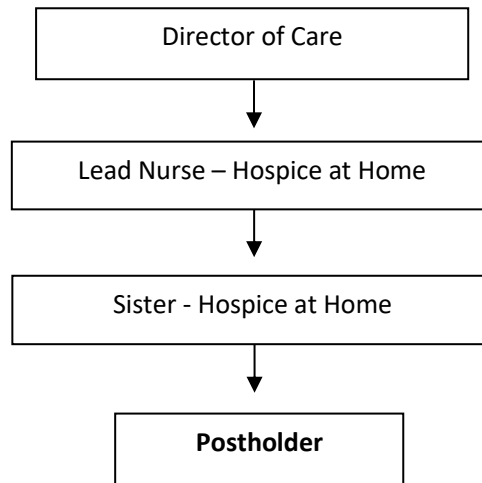 Director of Care
Lead Nurse – Hospice at Home
Sister - Hospice at Home
Postholder